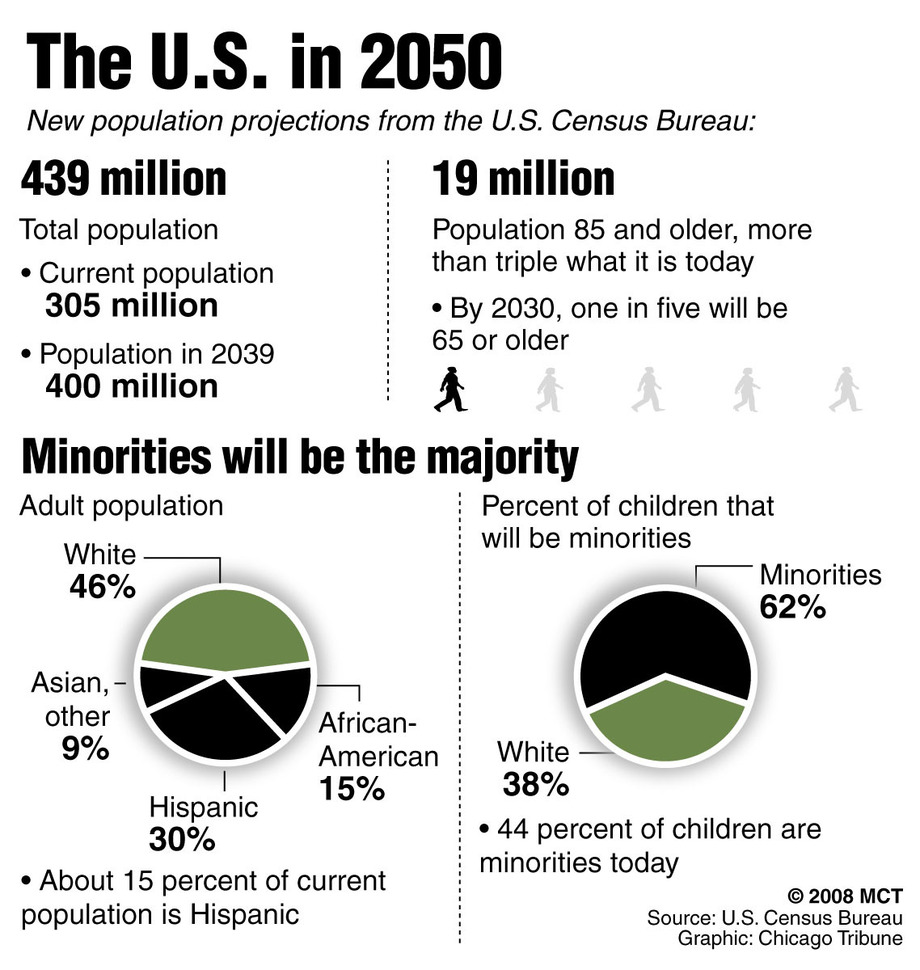 The U.S. in 2050
New population projections from the U.S. Census Bureau:
439 million
Total population
• Current population
305 million
• Population in 2039
400 million
19 million
Population 85 and older, more
than triple what it is today
• By 2030, one in five will be
65 or older
Minorities will be the majority
Adult population
White
46%
Asian,
other
9%
African-
American
15%
Hispanic
30%
• About 15 percent of current
population is Hispanic
Percent of children that
will be minorities
Minorities
62%
White
38%
• 44 percent of children are
minorities today
© 2008 MCT
Source: U.S. Census Bureau
Graphic: Chicago Tribune